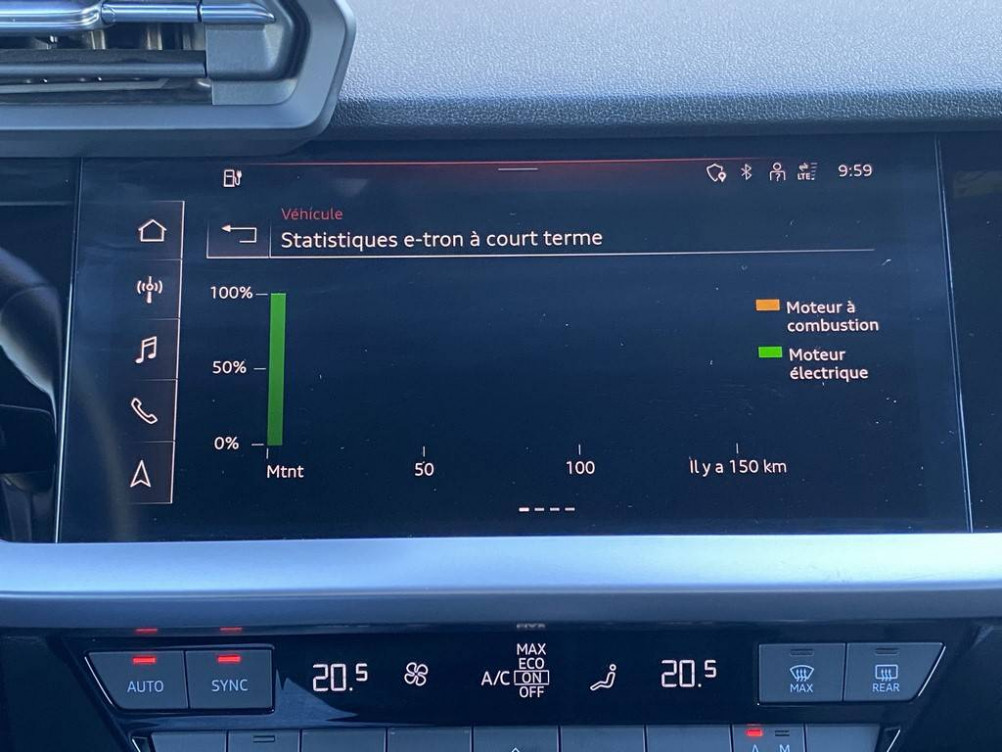 LTE
9:59
Véhicule
Statistiques e-tron à court terme
100%
50%
0%
Moteur à
combustion
Moteur
électrique
Mtnt
50
100
Il y a 150 km
AUTO
SYNC
20.5
MAX
ECO
A/C ON
OFF
20.5
MAX
REAR
A M